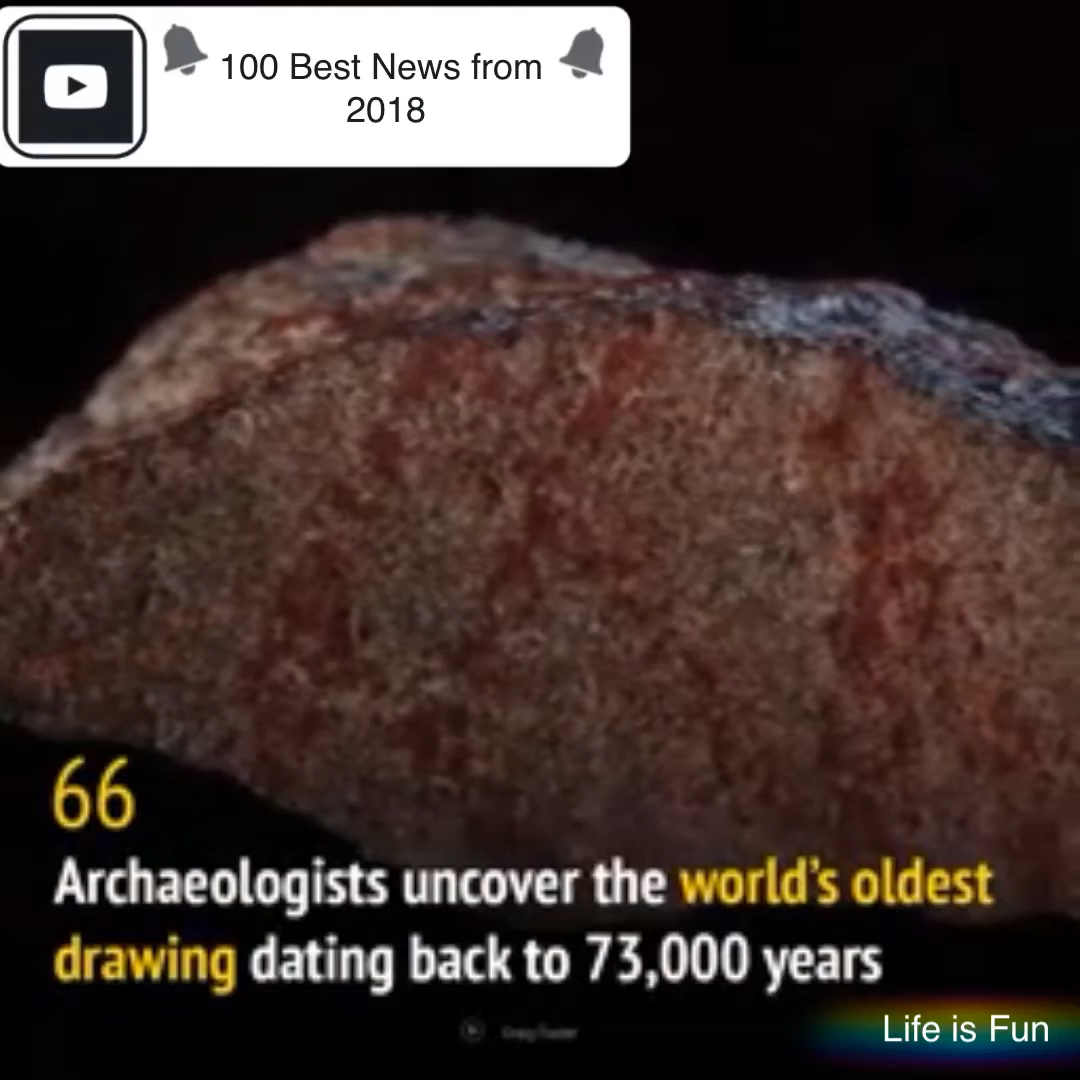 100 Best News from
2018
66
Archaeologists uncover the world's oldest
drawing dating back to 73,000 years
Life is Fun